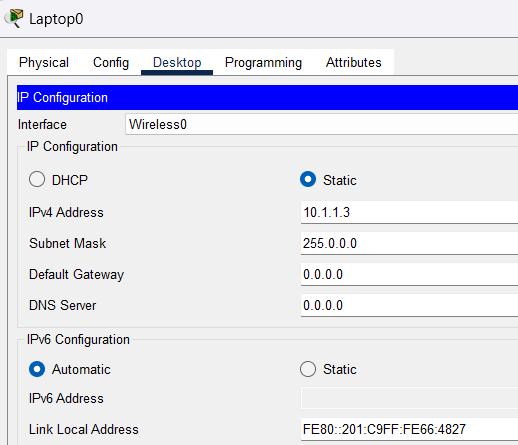 Laptop0
Physical Config Desktop Programming Attributes
IP Configuration
Interface Wireless0
IP Configuration
DHCP Static
IPv4 Address 10.1.1.3
Subnet Mask 255.0.0.0
Default Gateway 0.0.0.0
DNS Server 0.0.0.0
IPv6 Configuration
Automatic Static
IPv6 Address
Link Local Address FE80::201:C9FF:FE66:4827